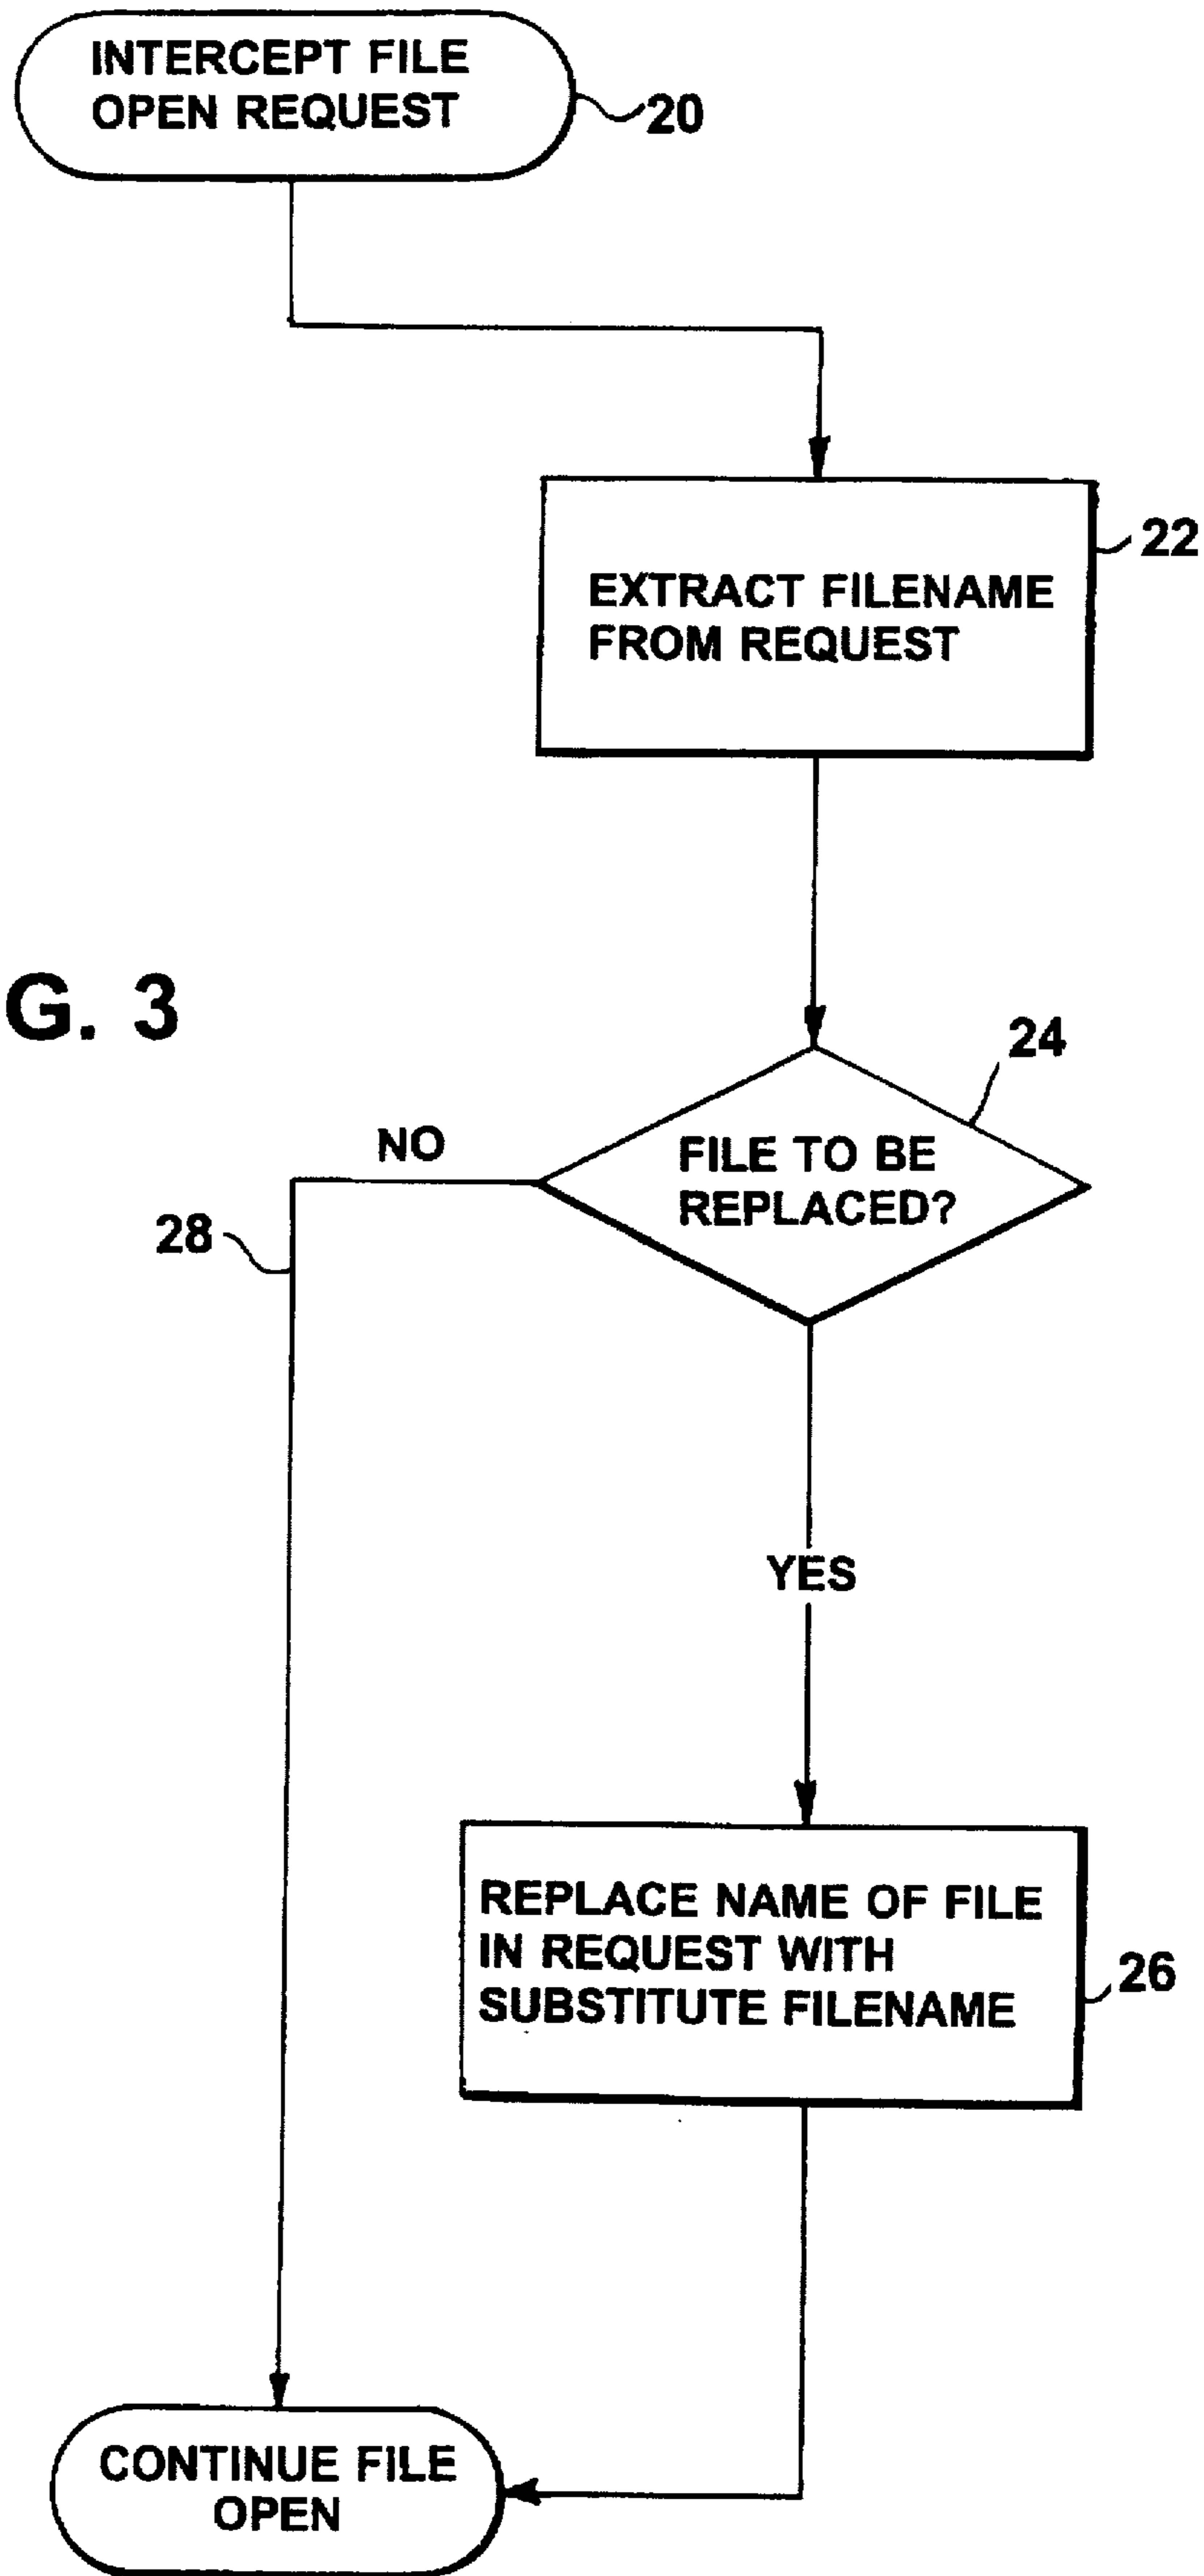 INTERCEPT FILE
OPEN REQUEST
20
22
EXTRACT FILENAME
FROM REQUEST
G. 3
24
NO
FILE TO BE
REPLACED?
28
YES
REPLACE NAME OF FILE
IN REQUEST WITH
SUBSTITUTE FILENAME
26
CONTINUE FILE
OPEN